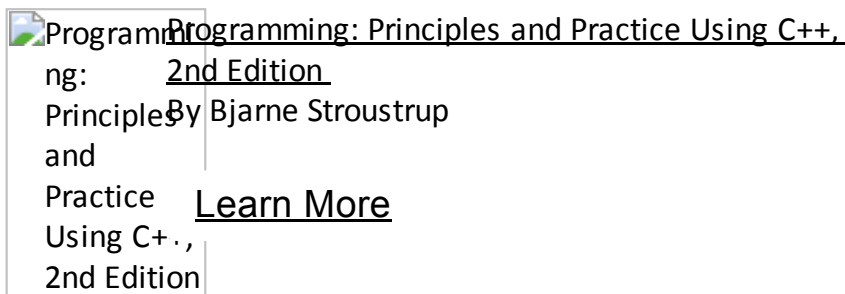 Programmi
ng:
Principles
and
Practice
Using C++,
2nd Edition
Programming: Principles and Practice Using C++,
2nd Edition
By Bjarne Stroustrup
Learn More